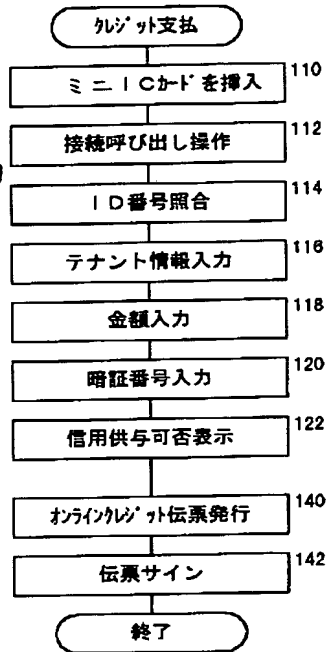 クレジット支払
ミニICカードを挿入
110
接続呼び出し操作
112
ID番号照合
114
テナント情報入力
116
金額入力
118
暗証番号入力
120
信用供与可否表示
122
オンラインクレジット伝票発行
140
伝票サイン
142
終了